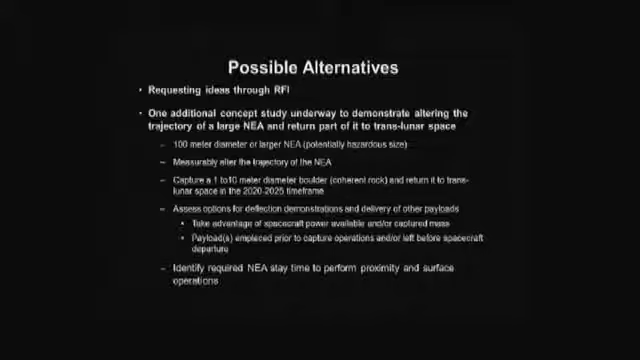 Possible Alternatives
• Requesting ideas through RFI
• One additional concept study underway to demonstrate altering the
trajectory of a large NEA and return part of it to trans-lunar space
– 100 meter diameter or larger NEA (potentially hazardous size)
– Measurably alter the trajectory of the NEA
– Capture a 1 to10 meter diameter boulder (coherent rock) and return it to trans-
lunar space in the 2020-2025 timeframe
– Assess options for deflection demonstrations and delivery of other payloads
• Take advantage of spacecraft power available and/or captured mass
• Payload(s) emplaced prior to capture operations and/or left before spacecraft
departure
– Identify required NEA stay time to perform proximity and surface
operations